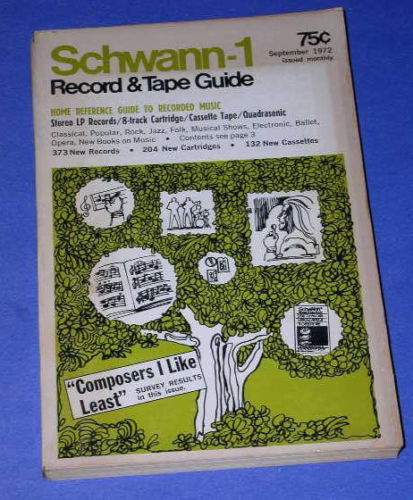 Schwann-1
75¢
Record & Tape Guide
September 1972
issued monthly
HOME REFERENCE GUIDE TO RECORDED MUSIC
Stereo LP Records/8-track Cartridge/Cassette Tape/Quadrasonic
Classical, Popular, Rock, Jazz, Folk, Musical Shows, Electronic, Ballet,
Opera, New Books on Music • Contents see page 3
373 New Records • 204 New Cartridges • 132 New Cassettes
Schwann
"Composers I Like
Least" SURVEY RESULTS
in this issue.